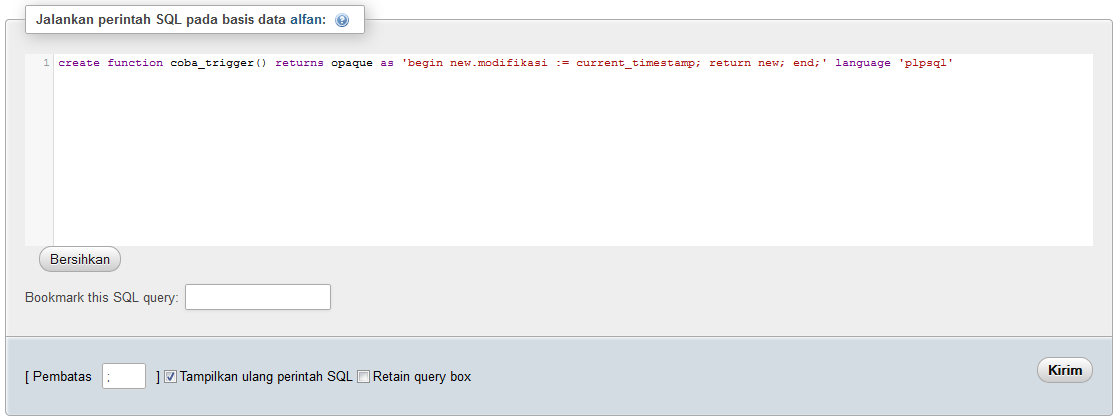 Jalankan perintah SQL pada basis data alfan:
1 create function coba_trigger() returns opaque as 'begin new.modifikasi := current_timestamp; return new; end;' language 'plpsql'
Bersihkan
Bookmark this SQL query:
[ Pembatas ; ] Tampilkan ulang perintah SQL Retain query box
Kirim